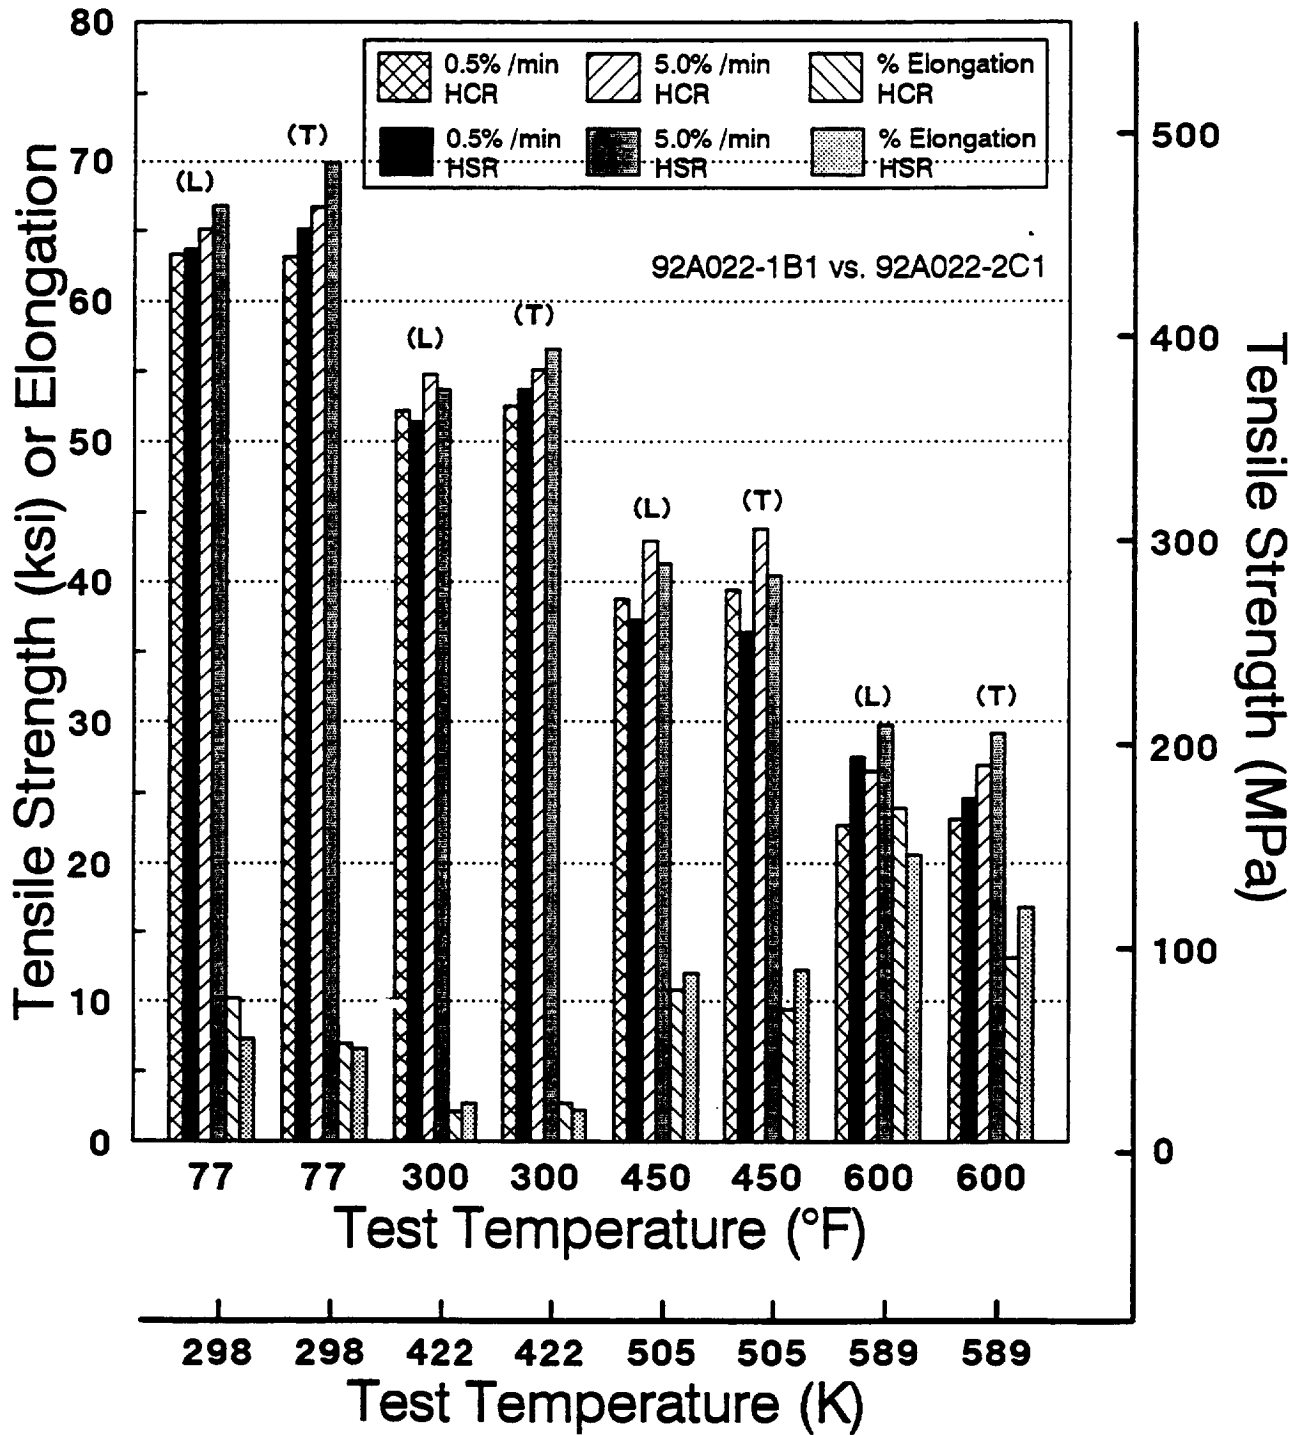 80
70
60
50
40
30
20
10
0
Tensile Strength (ksi) or Elongation
0.5% /min
HCR
5.0% /min
HCR
% Elongation
HCR
0.5% /min
HSR
5.0% /min
HSR
% Elongation
HSR
92A022-1B1 vs. 92A022-2C1
(L)
(T)
(L)
(T)
(L)
(T)
(L)
(T)
500
400
300
200
100
0
Tensile Strength (MPa)
77 77 300 300 450 450 600 600
Test Temperature (°F)
298 298 422 422 505 505 589 589
Test Temperature (K)